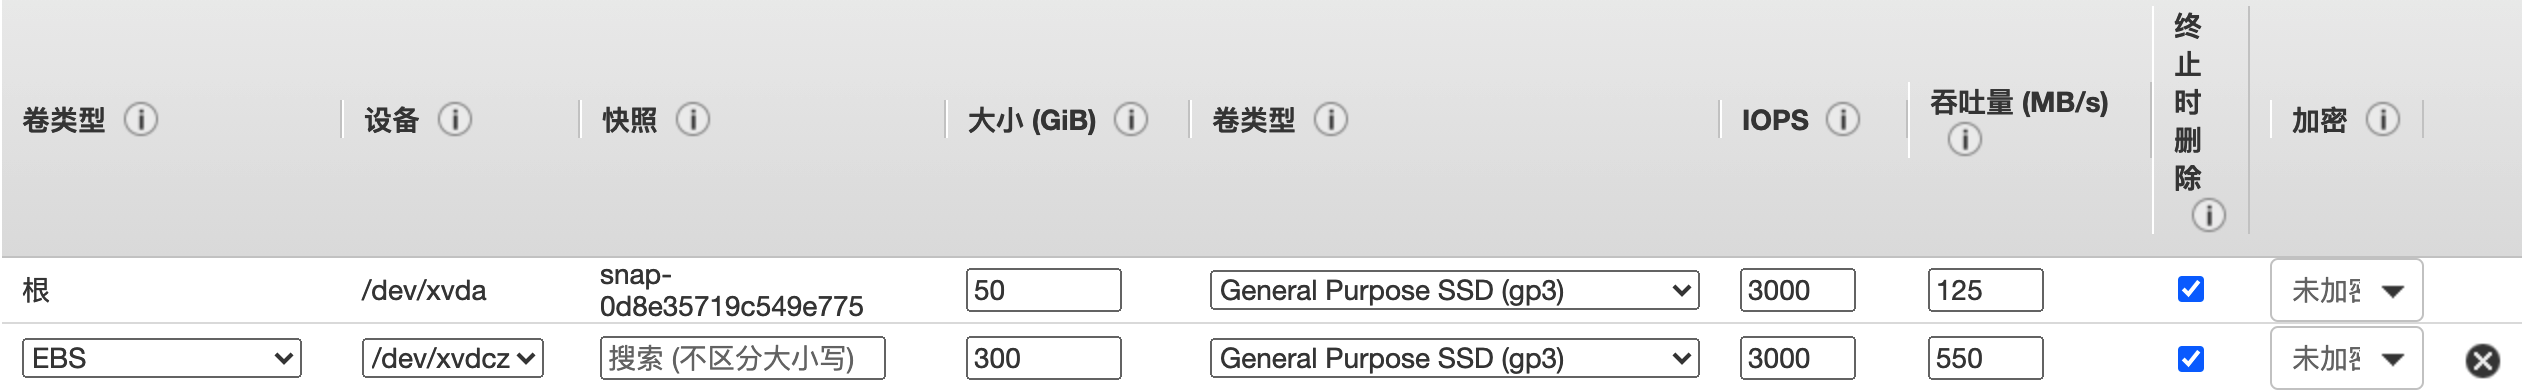 卷类型
设备
快照
大小 (GiB)
卷类型
IOPS
吞吐量 (MB/s)
终
止
时
删
除
加密
根
/dev/xvda
snap-
0d8e35719c549e775
50
General Purpose SSD (gp3)
3000
125
未加密
EBS
/dev/xvdcz
搜索 (不区分大小写)
300
General Purpose SSD (gp3)
3000
550
未加密